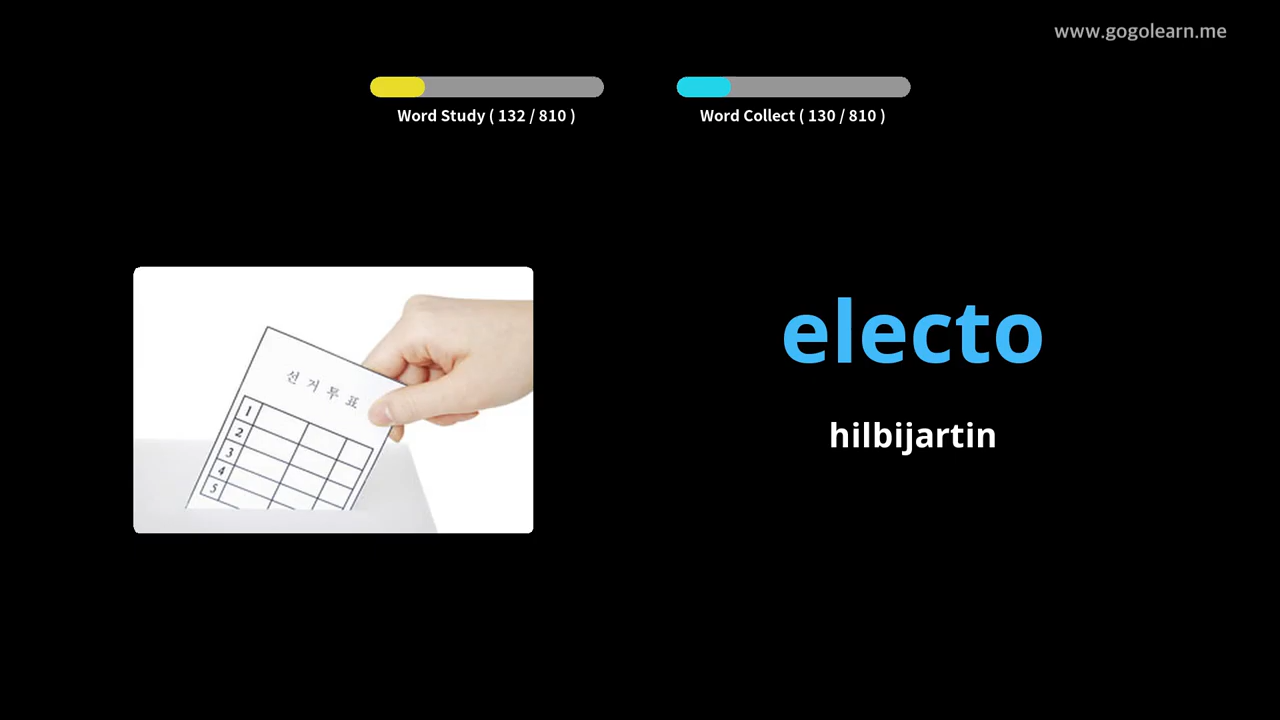 www.gogolearn.me
Word Study ( 132 / 810 )
Word Collect ( 130 / 810 )
선거투표
1
2
3
4
5
electo
hilbijartin